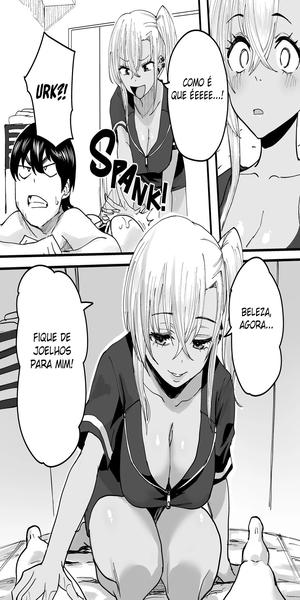 COMO É
QUE ÉEEEE...!
URK?!
SPANK!
BELEZA,
AGORA...
FIQUE DE
JOELHOS
PARA MIM!